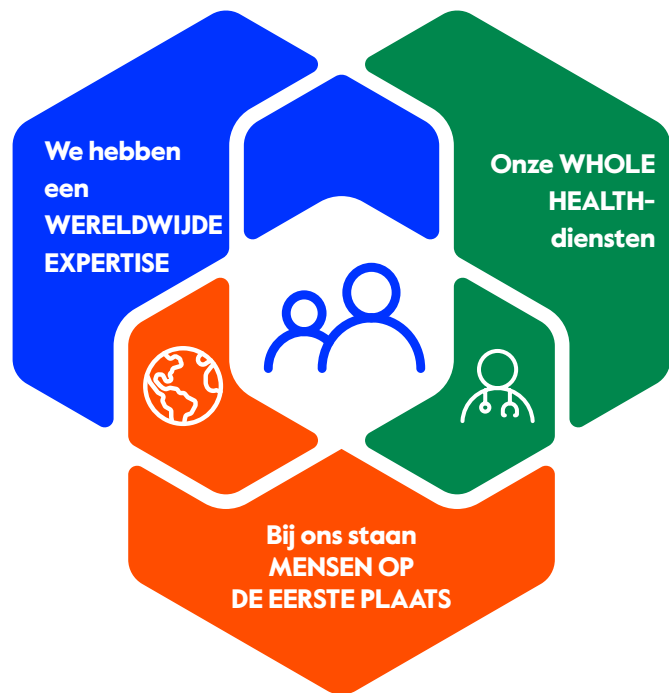 We hebben
een
WERELDWIJDE
EXPERTISE
Onze WHOLE
HEALTH-
diensten
Bij ons staan
MENSEN OP
DE EERSTE PLAATS